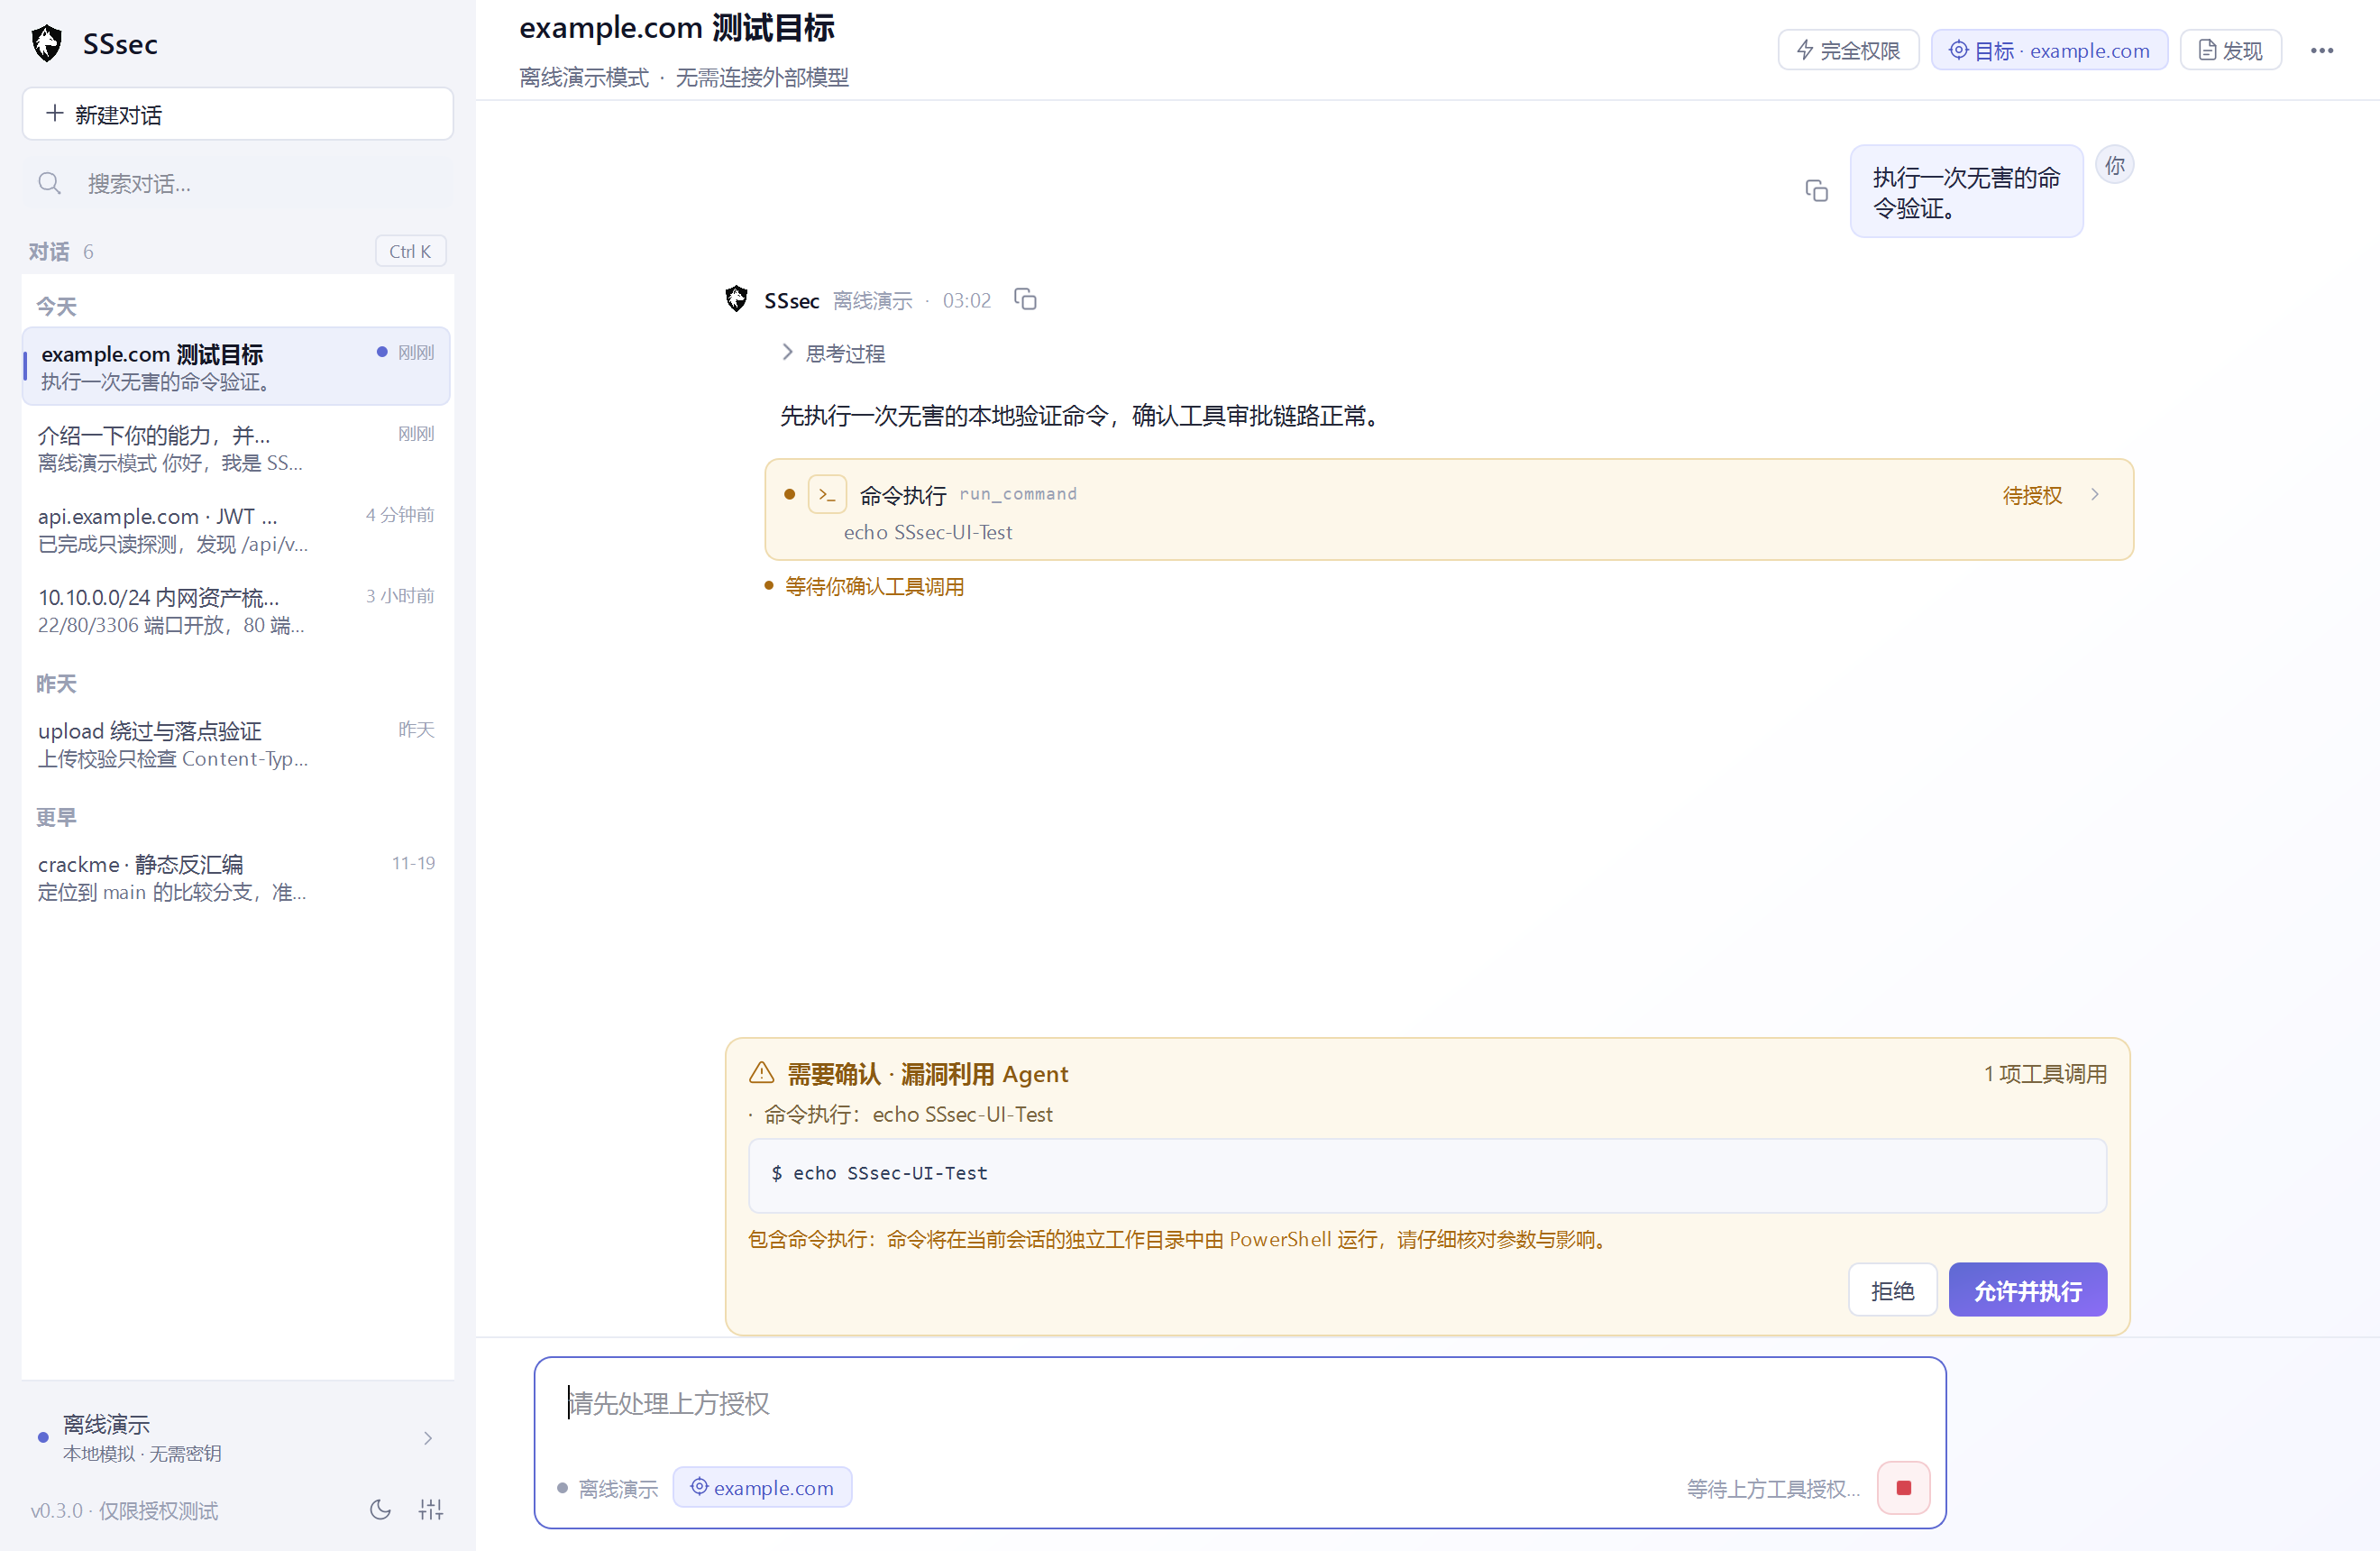 SSsec
新建对话
搜索对话...
对话 6
Ctrl K
今天
example.com 测试目标
刚刚
执行一次无害的命令验证。
介绍一下你的能力，并...
刚刚
离线演示模式 你好，我是 SS...
api.example.com · JWT ...
4 分钟前
已完成只读探测，发现 /api/v...
10.10.0.0/24 内网资产梳...
3 小时前
22/80/3306 端口开放，80 端...
昨天
upload 绕过与落点验证
昨天
上传校验只检查 Content-Typ...
更早
crackme · 静态反汇编
11-19
定位到 main 的比较分支，准...
离线演示
本地模拟 · 无需密钥
v0.3.0 · 仅限授权测试
example.com 测试目标
离线演示模式 · 无需连接外部模型
完全权限
目标 · example.com
发现
执行一次无害的命
令验证。
你
SSsec 离线演示 · 03:02
思考过程
先执行一次无害的本地验证命令，确认工具审批链路正常。
>_ 命令执行 run_command
待授权
echo SSsec-UI-Test
等待你确认工具调用
需要确认 · 漏洞利用 Agent
1 项工具调用
· 命令执行：echo SSsec-UI-Test
$ echo SSsec-UI-Test
包含命令执行：命令将在当前会话的独立工作目录中由 PowerShell 运行，请仔细核对参数与影响。
拒绝
允许并执行
请先处理上方授权
离线演示
example.com
等待上方工具授权...